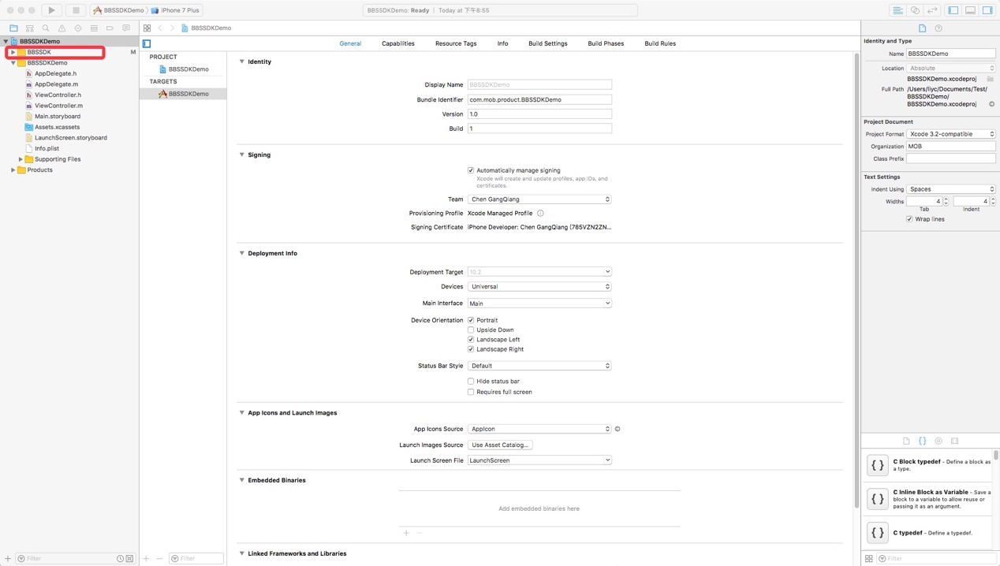 BBSSDKDemo
iPhone 7 Plus
BBSSDKDemo: Ready | Today at 下午8:55
BBSSDKDemo
BBSSDK
M
BBSSDKDemo
AppDelegate.h
AppDelegate.m
ViewController.h
ViewController.m
Main.storyboard
Assets.xcassets
LaunchScreen.storyboard
Info.plist
Supporting Files
Products
Filter
BBSSDKDemo
General Capabilities Resource Tags Info Build Settings Build Phases Build Rules
PROJECT
BBSSDKDemo
TARGETS
BBSSDKDemo
Filter
Identity
Display Name BBSSDKDemo
Bundle Identifier com.mob.product.BBSSDKDemo
Version 1.0
Build 1
Signing
Automatically manage signing
Xcode will create and update profiles, app IDs, and
certificates.
Team Chen GangQiang
Provisioning Profile Xcode Managed Profile
Signing Certificate iPhone Developer: Chen GangQiang (785VZN2ZN...
Deployment Info
Deployment Target 10.2
Devices Universal
Main Interface Main
Device Orientation Portrait
Upside Down
Landscape Left
Landscape Right
Status Bar Style Default
Hide status bar
Requires full screen
App Icons and Launch Images
App Icons Source AppIcon
Launch Images Source Use Asset Catalog...
Launch Screen File LaunchScreen
Embedded Binaries
Add embedded binaries here
Linked Frameworks and Libraries
Identity and Type
Name BBSSDKDemo
Location Absolute
BBSSDKDemo.xcodeproj
Full Path /Users/liyc/Documents/Test/
BBSSDKDemo/
BBSSDKDemo.xcodeproj
Project Document
Project Format Xcode 3.2-compatible
Organization MOB
Class Prefix
Text Settings
Indent Using Spaces
Widths 4 4
Tab Indent
Wrap lines
C Block typedef - Define a block as
a type.
C Inline Block as Variable - Save a
block to a variable to allow reuse or
passing it as an argument.
C typedef - Define a typedef.
Filter